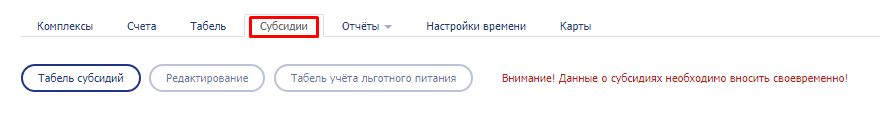 Комплексы Счета Табель Субсидии Отчёты Настройки времени Карты
Табель субсидий Редактирование Табель учёта льготного питания Внимание! Данные о субсидиях необходимо вносить своевременно!